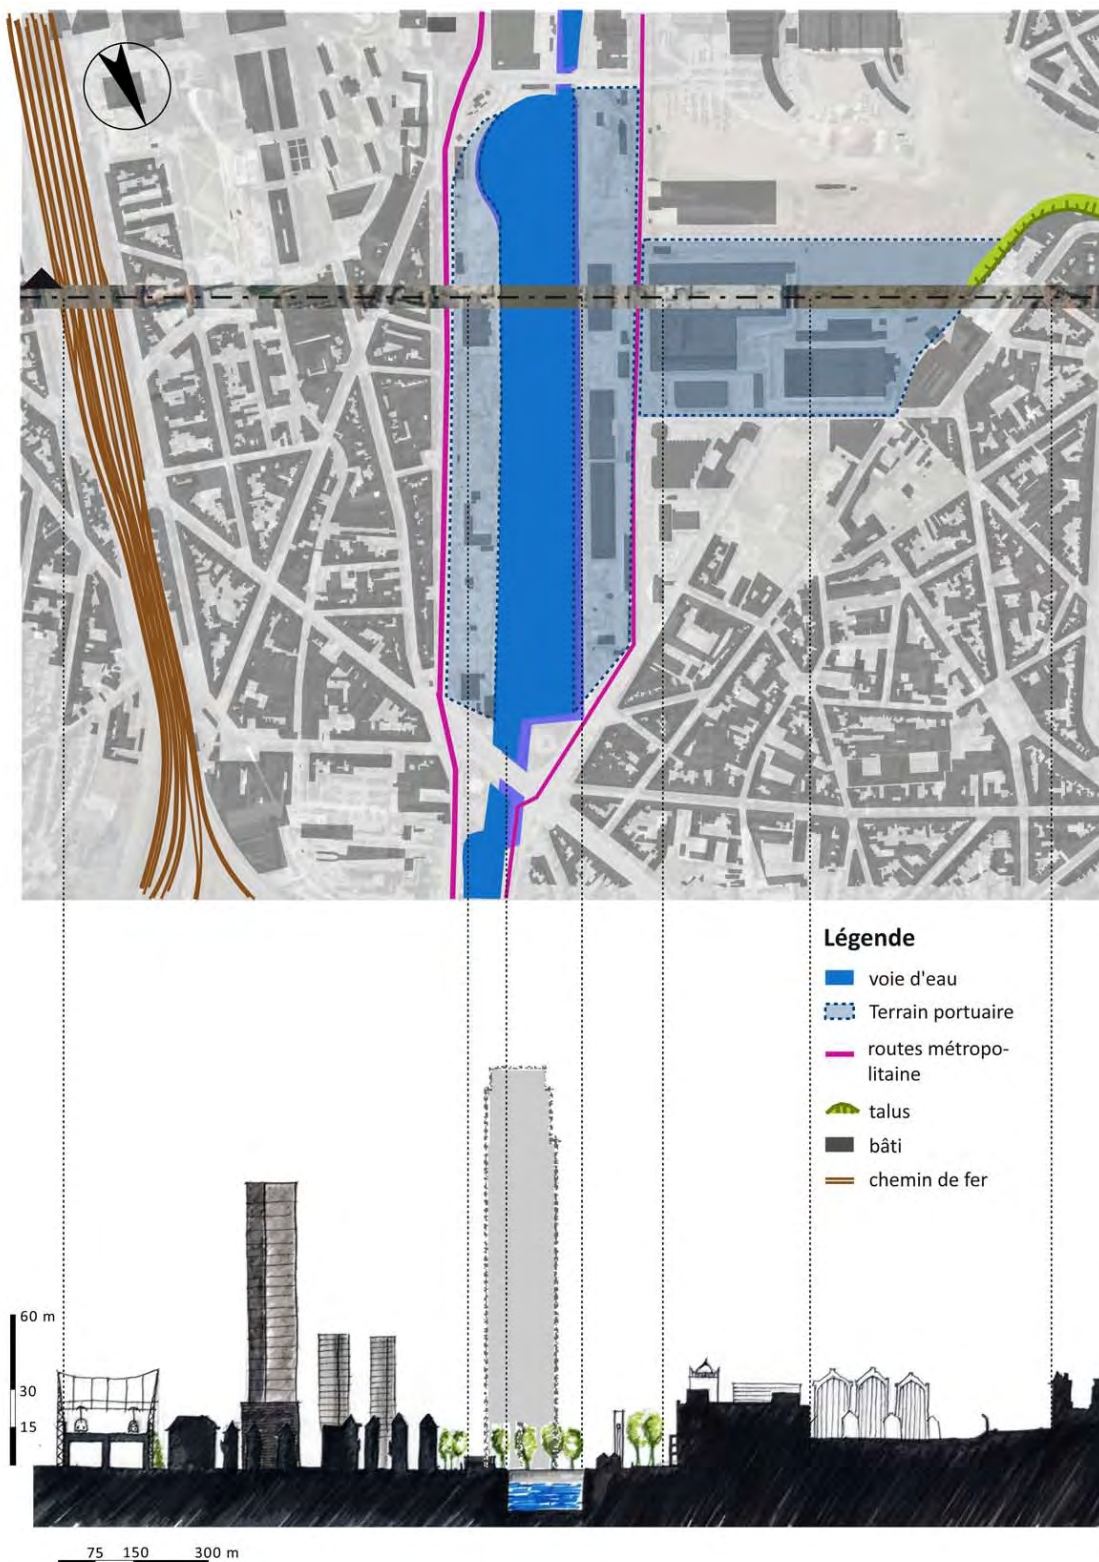 Légende
voie d'eau
Terrain portuaire
routes métropo-
litaine
talus
bâti
chemin de fer
60 m
30
15
75 150 300 m